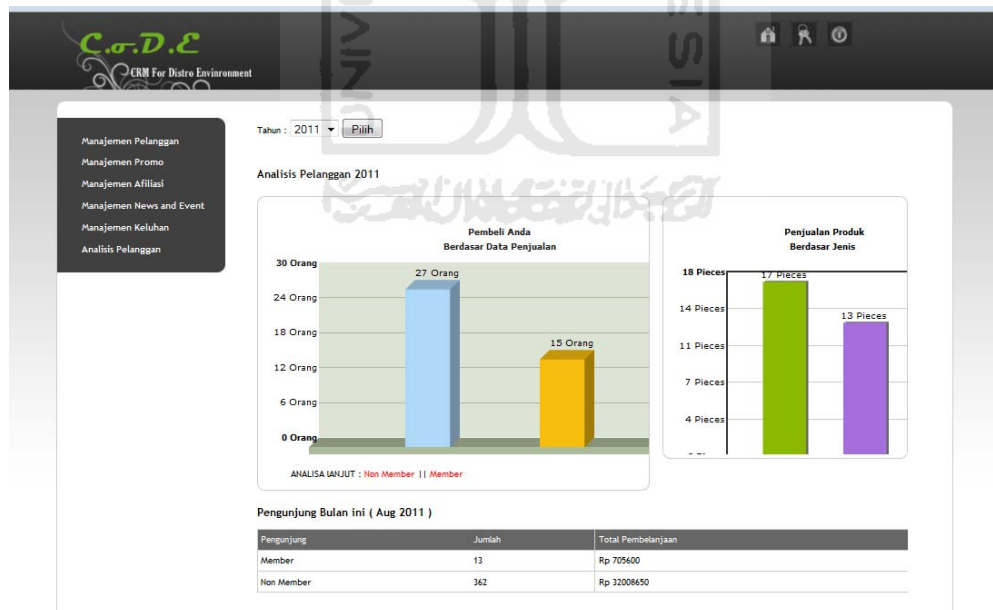 C.o.D.E
CRM For Distro Envinronment
Manajemen Pelanggan
Manajemen Promo
Manajemen Afiliasi
Manajemen News and Event
Manajemen Keluhan
Analisis Pelanggan
Tahun : 2011 Pilih
Analisis Pelanggan 2011
Pembeli Anda
Berdasar Data Penjualan
30 Orang
27 Orang
24 Orang
18 Orang
15 Orang
12 Orang
6 Orang
0 Orang
ANALISA lANJUT : Non Member || Member
Penjualan Produk
Berdasar Jenis
18 Pieces
17 Pieces
14 Pieces
13 Pieces
11 Pieces
7 Pieces
4 Pieces
Pengunjung Bulan ini ( Aug 2011 )
Pengunjung Jumlah Total Pembelanjaan
Member 13 Rp 705600
Non Member 362 Rp 32008650